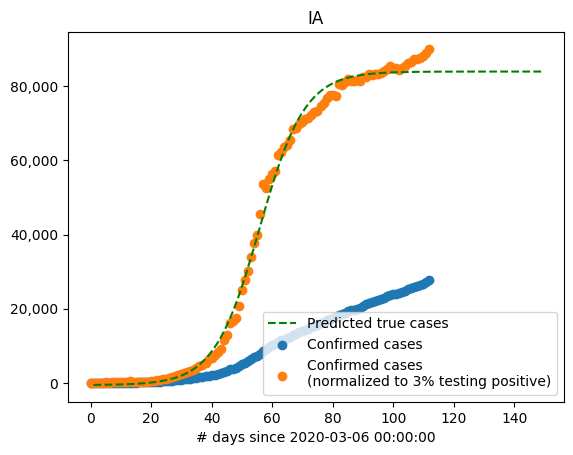 IA
80,000
60,000
40,000
20,000
0
Predicted true cases
Confirmed cases
Confirmed cases
(normalized to 3% testing positive)
0 20 40 60 80 100 120 140
# days since 2020-03-06 00:00:00